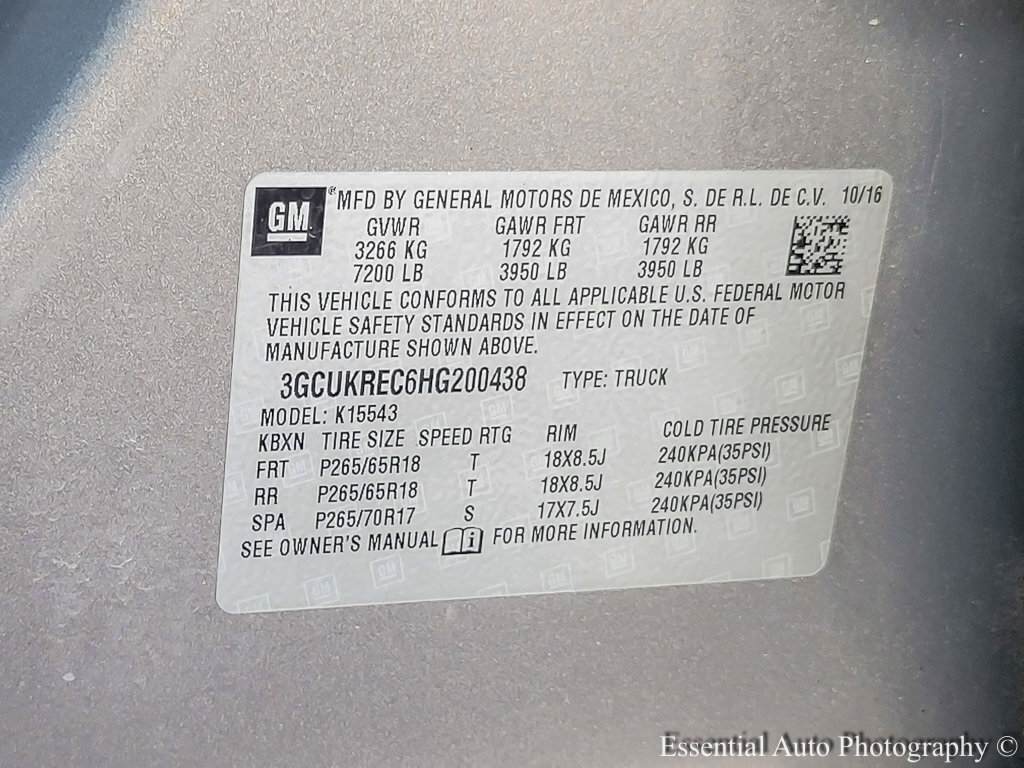 GM ® MFD BY GENERAL MOTORS DE MEXICO, S. DE R.L. DE C.V. 10/16
GVWR GAWR FRT GAWR RR
3266 KG 1792 KG 1792 KG
7200 LB 3950 LB 3950 LB
THIS VEHICLE CONFORMS TO ALL APPLICABLE U.S. FEDERAL MOTOR
VEHICLE SAFETY STANDARDS IN EFFECT ON THE DATE OF
MANUFACTURE SHOWN ABOVE.
3GCUKREC6HG200438 TYPE: TRUCK
MODEL: K15543
KBXN TIRE SIZE SPEED RTG RIM COLD TIRE PRESSURE
FRT P265/65R18 T 18X8.5J 240KPA(35PSI)
RR P265/65R18 T 18X8.5J 240KPA(35PSI)
SPA P265/70R17 S 17X7.5J 240KPA(35PSI)
SEE OWNER'S MANUAL i FOR MORE INFORMATION.
Essential Auto Photography ©